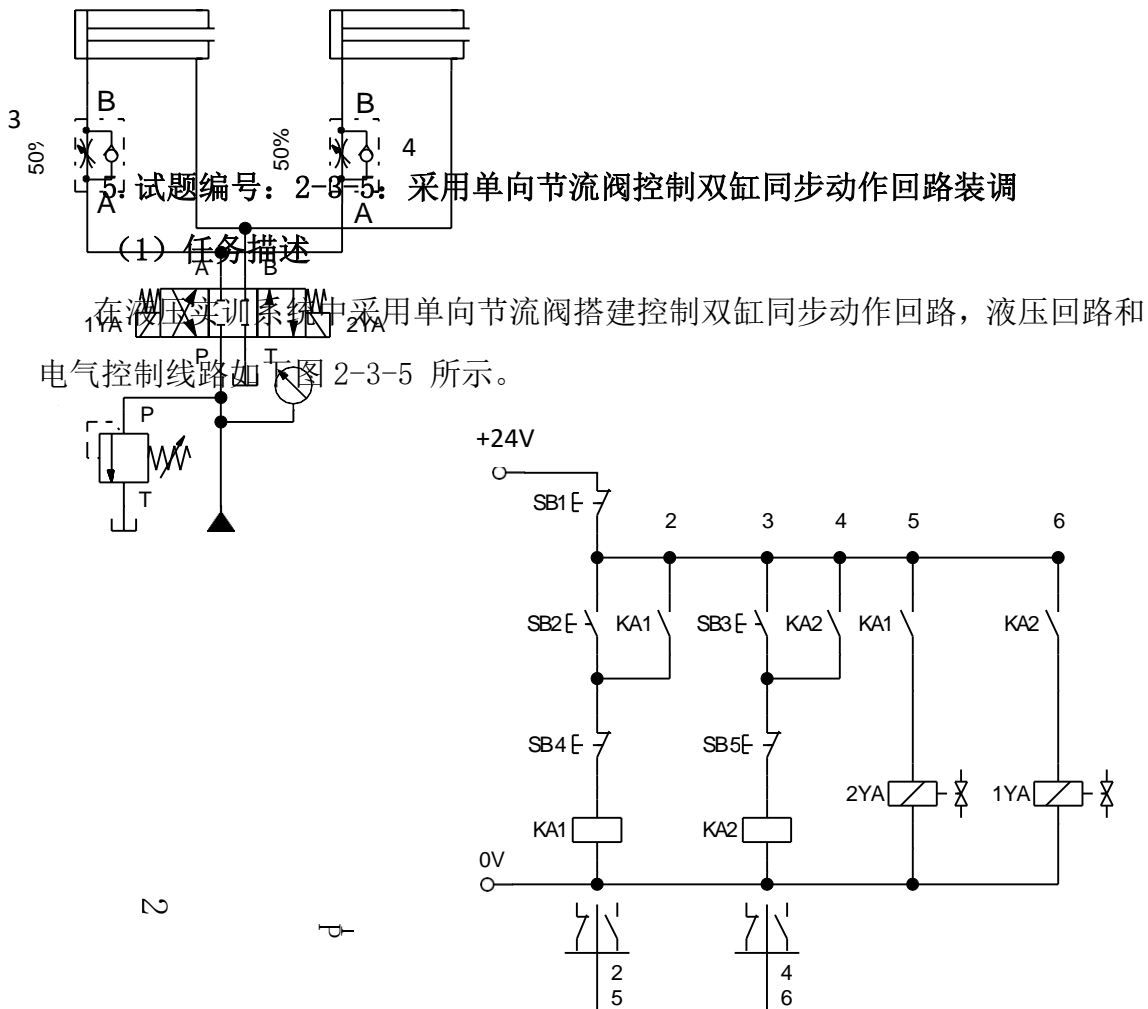 B
B
3
50%
50%
4
5. 试题编号：2-3-5：采用单向节流阀控制双缸同步动作回路装调
A
A
（1）任务描述
A
B
在液压实训系统中采用单向节流阀搭建控制双缸同步动作回路，液压回路和
1YA
2YA
P
T
电气控制线路如下图 2-3-5 所示。
P
T
+24V
SB1
2
3
4
5
6
SB2
KA1
SB3
KA2
KA1
KA2
SB4
SB5
2YA
1YA
KA1
KA2
0V
2
P
2
5
4
6